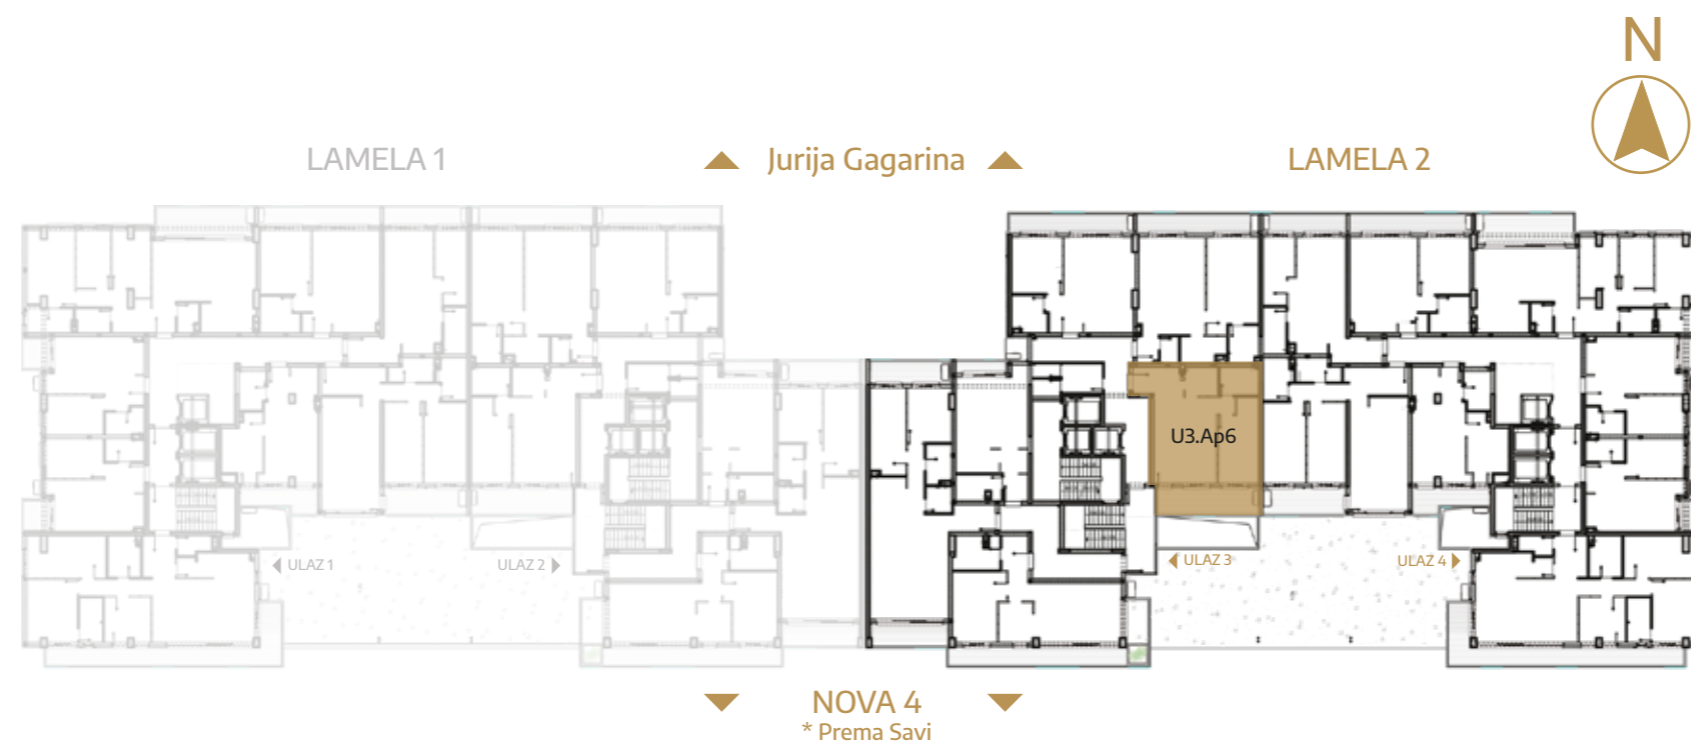 N
LAMELA 1
Jurija Gagarina
LAMELA 2
U3.Ap6
ULAZ 1
ULAZ 2
ULAZ 3
ULAZ 4
NOVA 4
* Prema Savi